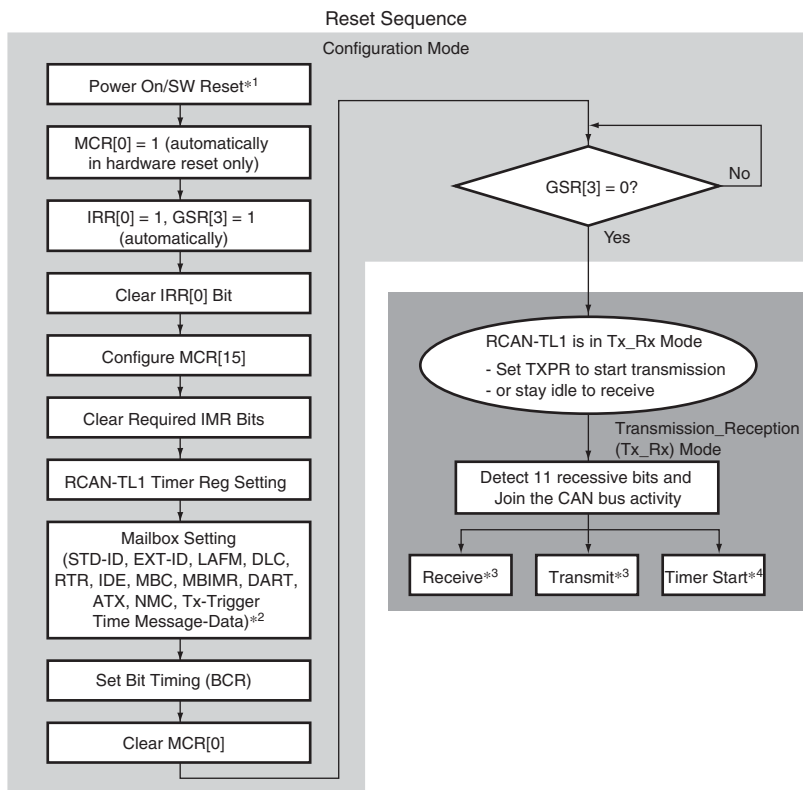 Reset Sequence
Configuration Mode
Power On/SW Reset*1
MCR[0] = 1 (automatically
in hardware reset only)
IRR[0] = 1, GSR[3] = 1
(automatically)
Clear IRR[0] Bit
Configure MCR[15]
Clear Required IMR Bits
RCAN-TL1 Timer Reg Setting
Mailbox Setting
(STD-ID, EXT-ID, LAFM, DLC,
RTR, IDE, MBC, MBIMR, DART,
ATX, NMC, Tx-Trigger
Time Message-Data)*2
Set Bit Timing (BCR)
Clear MCR[0]
GSR[3] = 0?
No
Yes
RCAN-TL1 is in Tx_Rx Mode
- Set TXPR to start transmission
- or stay idle to receive
Transmission_Reception
(Tx_Rx) Mode
Detect 11 recessive bits and
Join the CAN bus activity
Receive*3
Transmit*3
Timer Start*4